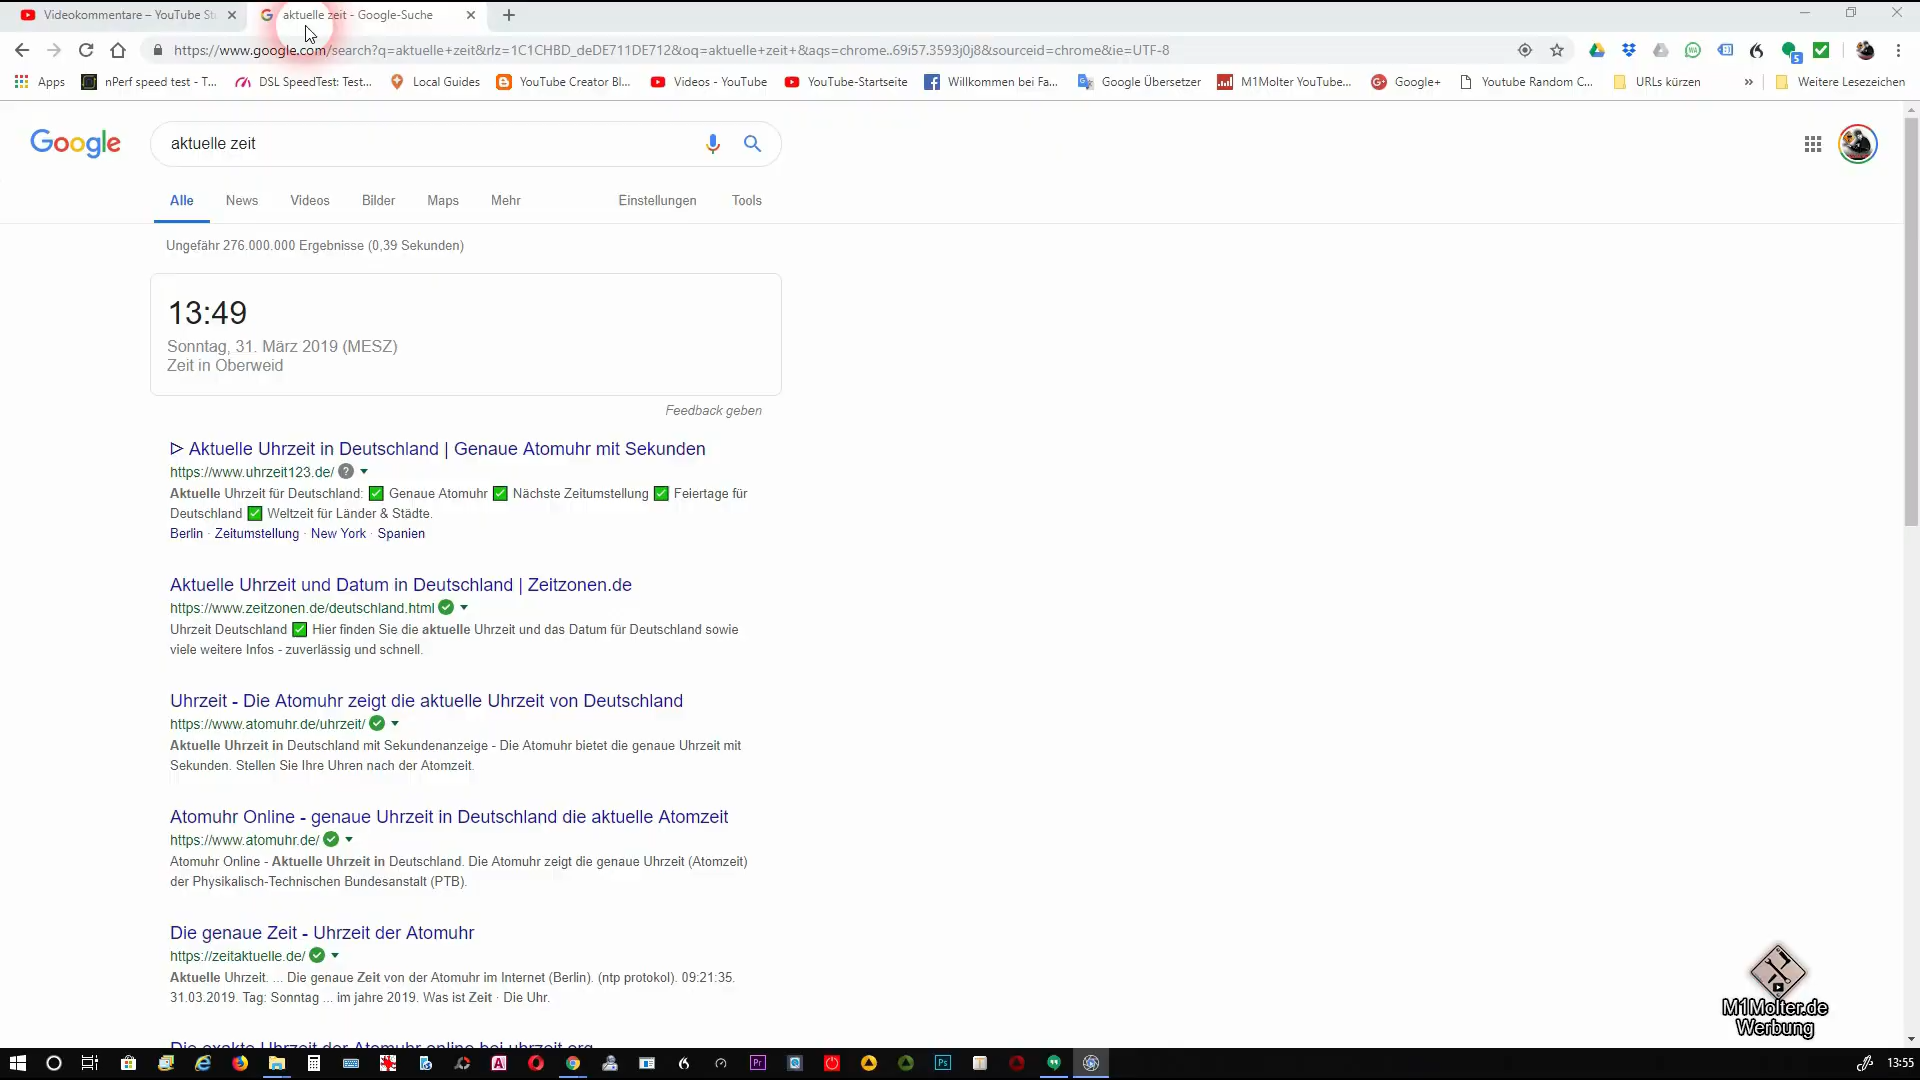 Videokommentare – YouTube St
aktuelle zeit - Google-Suche
https://www.google.com/search?q=aktuelle+zeit&rlz=1C1CHBD_deDE711DE712&oq=aktuelle+zeit+&aqs=chrome..69i57.3593j0j8&sourceid=chrome&ie=UTF-8
5
Apps
nPerf speed test - T...
DSL SpeedTest: Test...
Local Guides
YouTube Creator Bl...
Videos - YouTube
YouTube-Startseite
Willkommen bei Fa...
Google Übersetzer
M1Molter YouTube...
Google+
Youtube Random C...
URLs kürzen
»
Weitere Lesezeichen
Google
aktuelle zeit
Alle
News
Videos
Bilder
Maps
Mehr
Einstellungen
Tools
Ungefähr 276.000.000 Ergebnisse (0,39 Sekunden)
13:49
Sonntag, 31. März 2019 (MESZ)
Zeit in Oberweid
Feedback geben
ᐅ Aktuelle Uhrzeit in Deutschland | Genaue Atomuhr mit Sekunden
https://www.uhrzeit123.de/
Aktuelle Uhrzeit für Deutschland: ✅ Genaue Atomuhr ✅ Nächste Zeitumstellung ✅ Feiertage für
Deutschland ✅ Weltzeit für Länder & Städte.
Berlin · Zeitumstellung · New York · Spanien
Aktuelle Uhrzeit und Datum in Deutschland | Zeitzonen.de
https://www.zeitzonen.de/deutschland.html
Uhrzeit Deutschland ✅ Hier finden Sie die aktuelle Uhrzeit und das Datum für Deutschland sowie
viele weitere Infos - zuverlässig und schnell.
Uhrzeit - Die Atomuhr zeigt die aktuelle Uhrzeit von Deutschland
https://www.atomuhr.de/uhrzeit/
Aktuelle Uhrzeit in Deutschland mit Sekundenanzeige - Die Atomuhr bietet die genaue Uhrzeit mit
Sekunden. Stellen Sie Ihre Uhren nach der Atomzeit.
Atomuhr Online - genaue Uhrzeit in Deutschland die aktuelle Atomzeit
https://www.atomuhr.de/
Atomuhr Online - Aktuelle Uhrzeit in Deutschland. Die Atomuhr zeigt die genaue Uhrzeit (Atomzeit)
der Physikalisch-Technischen Bundesanstalt (PTB).
Die genaue Zeit - Uhrzeit der Atomuhr
https://zeitaktuelle.de/
Aktuelle Uhrzeit. ... Die genaue Zeit von der Atomuhr im Internet (Berlin). (ntp protokol). 09:21:35.
31.03.2019. Tag: Sonntag ... im jahre 2019. Was ist Zeit · Die Uhr.
Die exakte Uhrzeit der Atomuhr online bei uhrzeit.org
M1Molter.de
Werbung
Pr
Ps
13:55